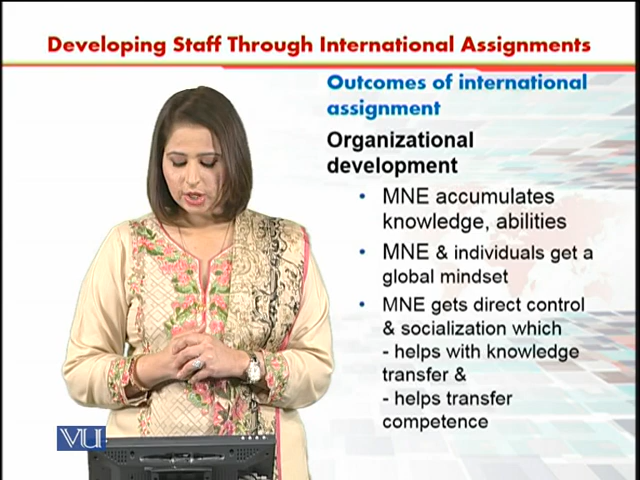 Developing Staff Through International Assignments
Outcomes of international
assignment
Organizational
development
• MNE accumulates
knowledge, abilities
• MNE & individuals get a
global mindset
• MNE gets direct control
& socialization which
- helps with knowledge
transfer &
- helps transfer
competence
VU